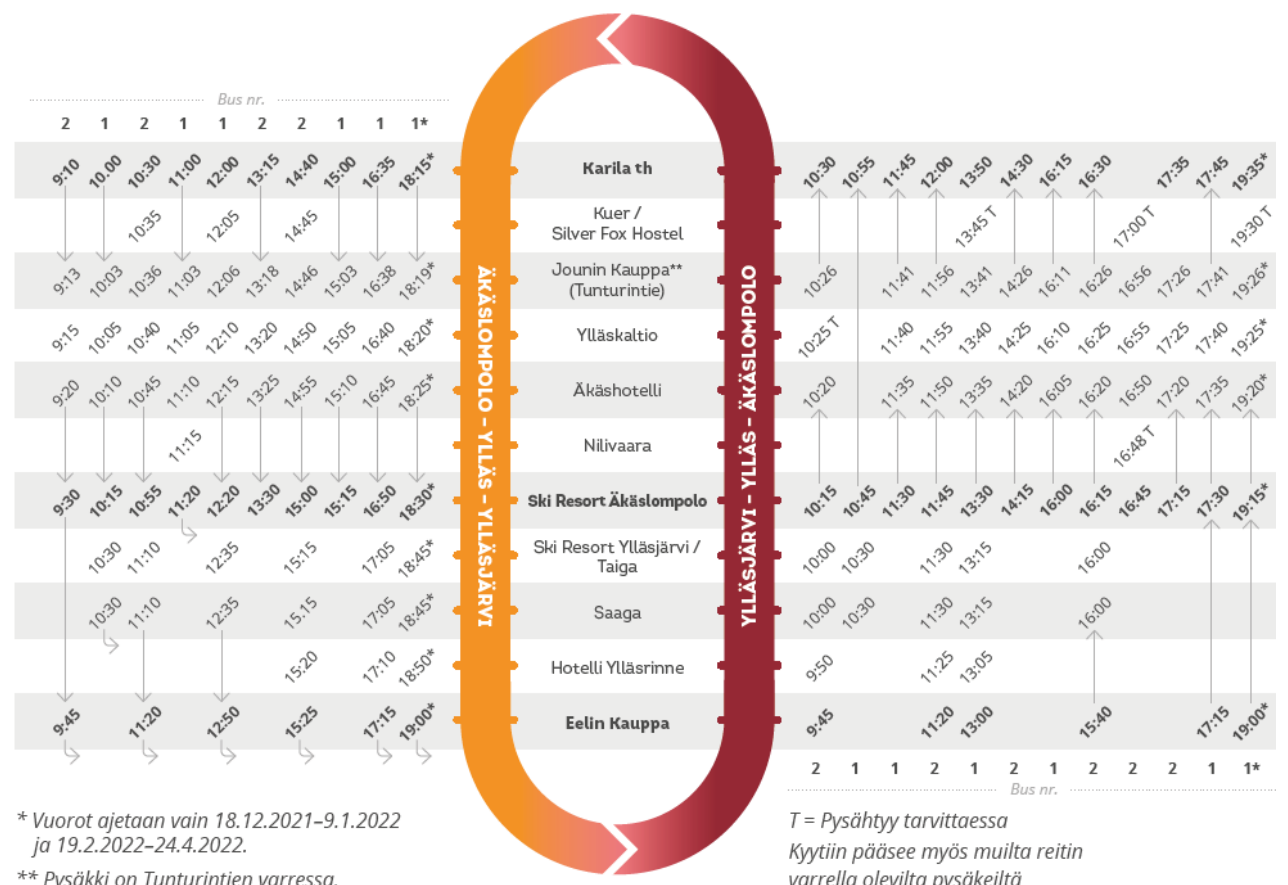 Bus nr.
2 1 2 1 1 2 2 1 1 1*
9:10 10.00 10:30 11:00 12:00 13:15 14:40 15:00 16:35 18:15* Karila th 10:30 10:55 11:45 12:00 13:50 14:30 16:15 16:30 17:35 17:45 19:35*
10:35 12:05 14:45 Kuer / 13:45 T 17:00 T 19:30 T
Silver Fox Hostel
9:13 10:03 10:36 11:03 12:06 13:18 14:46 15:03 16:38 18:19* Jounin Kauppa** 10:26 11:41 11:56 13:41 14:26 16:11 16:26 16:56 17:26 17:41 19:26*
(Tunturintie)
9:15 10:05 10:40 11:05 12:10 13:20 14:50 15:05 16:40 18:20* Ylläskaltio 10:25 T 11:40 11:55 13:40 14:25 16:10 16:25 16:55 17:25 17:40 19:25*
9:20 10:10 10:45 11:10 12:15 13:25 14:55 15:10 16:45 18:25* Äkäshotelli 10:20 11:35 11:50 13:35 14:20 16:05 16:20 16:50 17:20 17:35 19:20*
11:15 Nilivaara 16:48 T
9:30 10:15 10:55 11:20 12:20 13:30 15:00 15:15 16:50 18:30* Ski Resort Äkäslompolo 10:15 10:45 11:30 11:45 13:30 14:15 16:00 16:15 16:45 17:15 17:30 19:15*
10:30 11:10 12:35 15:15 17:05 18:45* Ski Resort Ylläsjärvi / 10:00 10:30 11:30 13:15 16:00
Taiga
10:30 11:10 12:35 15.15 17:05 18:45* Saaga 10:00 10:30 11:30 13:15 16:00
15:20 17:10 18:50* Hotelli Ylläsrinne 9:50 11:25 13:05
9:45 11:20 12:50 15:25 17:15 19:00* Eelin Kauppa 9:45 11:20 13:00 15:40 17:15 19:00*
2 1 1 2 1 2 1 2 2 2 1 1*
Bus nr.
ÄKÄSLOMPOLO – YLLÄS – YLLÄSJÄRVI
YLLÄSJÄRVI – YLLÄS – ÄKÄSLOMPOLO
* Vuorot ajetaan vain 18.12.2021–9.1.2022
ja 19.2.2022–24.4.2022.
** Pysäkki on Tunturintien varressa.
T = Pysähtyy tarvittaessa
Kyytiin pääsee myös muilta reitin
varrella olevilta pysäkeiltä